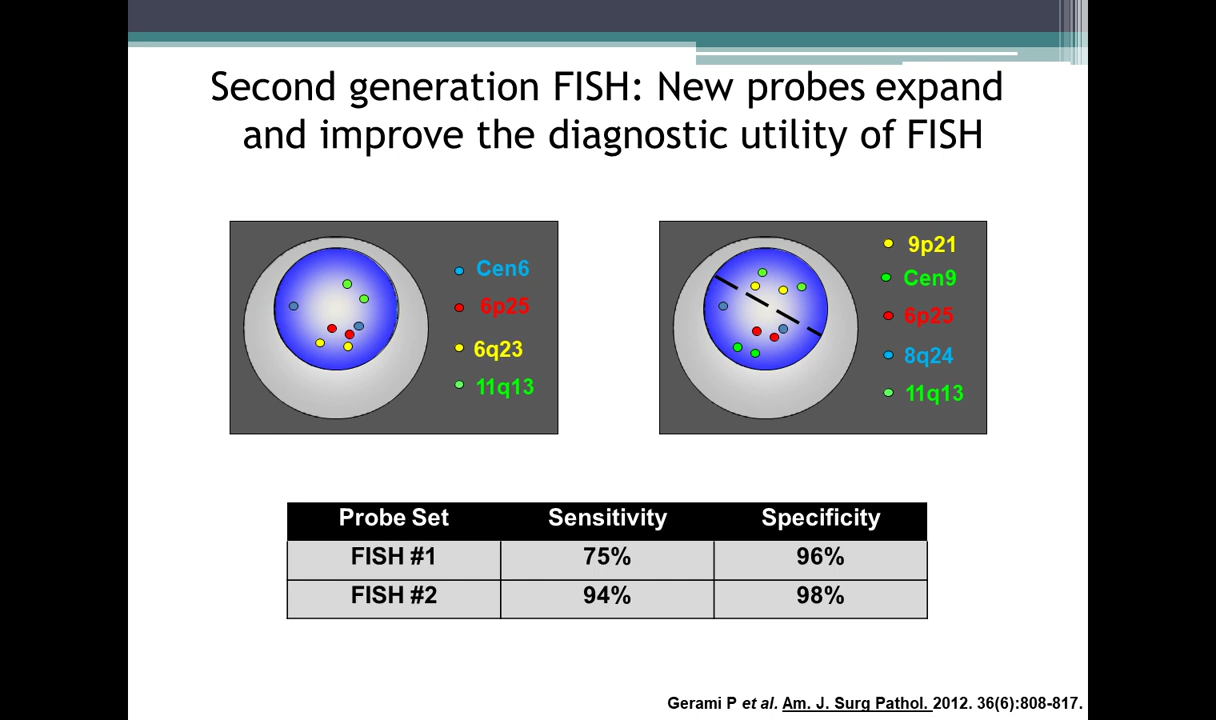 Second generation FISH: New probes expand
and improve the diagnostic utility of FISH
Cen6
6p25
6q23
11q13
9p21
Cen9
6p25
8q24
11q13
Probe Set Sensitivity Specificity
FISH #1 75% 96%
FISH #2 94% 98%
Gerami P et al. Am. J. Surg Pathol. 2012. 36(6):808-817.